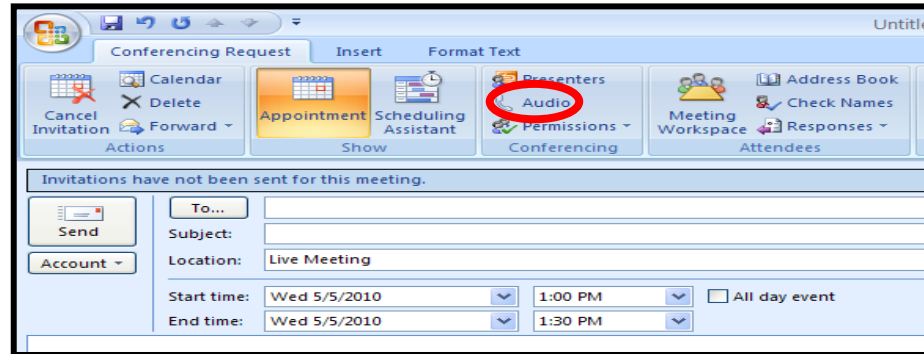 Untitle
Conferencing Request Insert Format Text
Calendar
Delete
Forward
Cancel Invitation
Actions
Appointment
Scheduling Assistant
Show
Presenters
Audio
Permissions
Conferencing
Meeting Workspace
Address Book
Check Names
Responses
Attendees
Invitations have not been sent for this meeting.
Send
Account
To...
Subject:
Location: Live Meeting
Start time: Wed 5/5/2010 1:00 PM All day event
End time: Wed 5/5/2010 1:30 PM